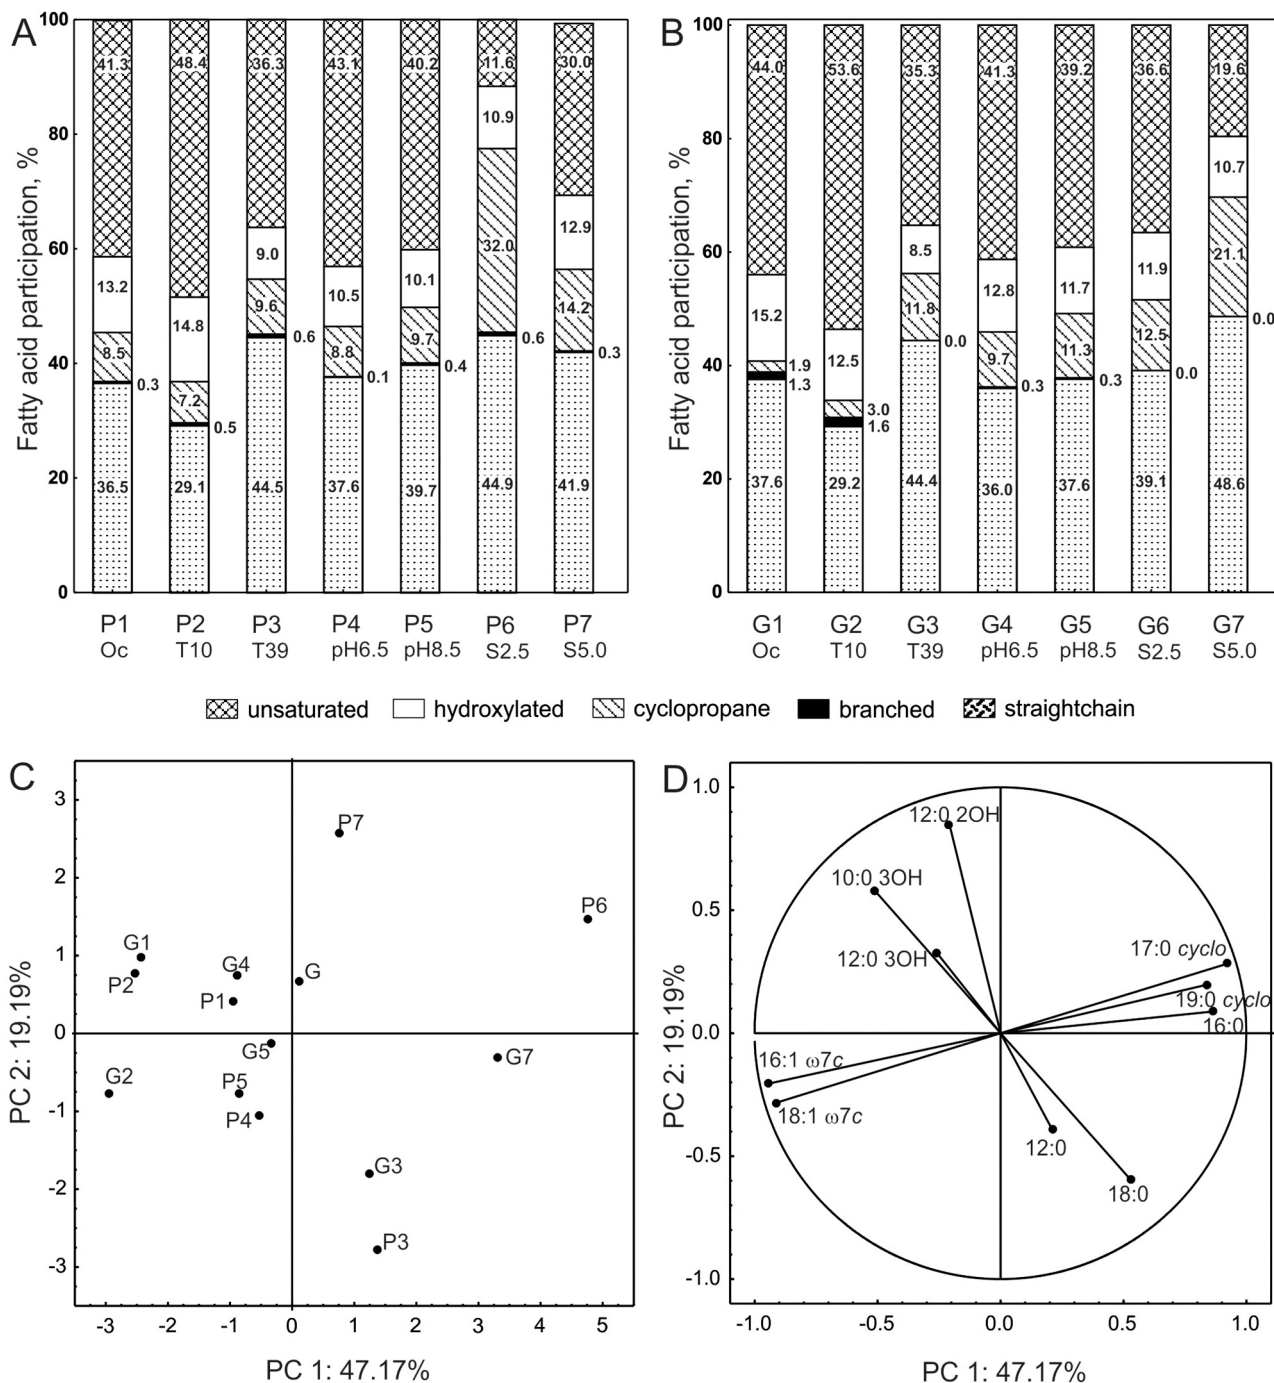 A
Fatty acid participation, %
100
80
60
40
20
0
41.3 48.4 36.3 43.1 40.2 11.6 30.0
13.2 14.8 9.0 10.5 10.1 10.9 12.9
8.5 7.2 9.6 8.8 9.7 32.0 14.2
0.3 0.5 0.6 0.1 0.4 0.6 0.3
36.5 29.1 44.5 37.6 39.7 44.9 41.9
P1 P2 P3 P4 P5 P6 P7
Oc T10 T39 pH6.5 pH8.5 S2.5 S5.0
B
Fatty acid participation, %
100
80
60
40
20
0
44.0 53.6 35.3 41.3 39.2 36.6 19.6
15.2 12.5 8.5 12.8 11.7 11.9 10.7
1.9 3.0 11.8 9.7 11.3 12.5 21.1
1.3 1.6 0.0 0.3 0.3 0.0 0.0
37.6 29.2 44.4 36.0 37.6 39.1 48.6
G1 G2 G3 G4 G5 G6 G7
Oc T10 T39 pH6.5 pH8.5 S2.5 S5.0
unsaturated hydroxylated cyclopropane branched straightchain
C
PC 2: 19.19%
3
2
1
0
-1
-2
-3
P7
P6
G1
P2
G4
P1
G
G5
G7
G2
P5
P4
G3
P3
-3 -2 -1 0 1 2 3 4 5
PC 1: 47.17%
D
PC 2: 19.19%
1.0
0.5
0.0
-0.5
-1.0
12:0 2OH
10:0 3OH
12:0 3OH
17:0 cyclo
19:0 cyclo
16:0
16:1 ω7c
18:1 ω7c
12:0
18:0
-1.0 -0.5 0.0 0.5 1.0
PC 1: 47.17%